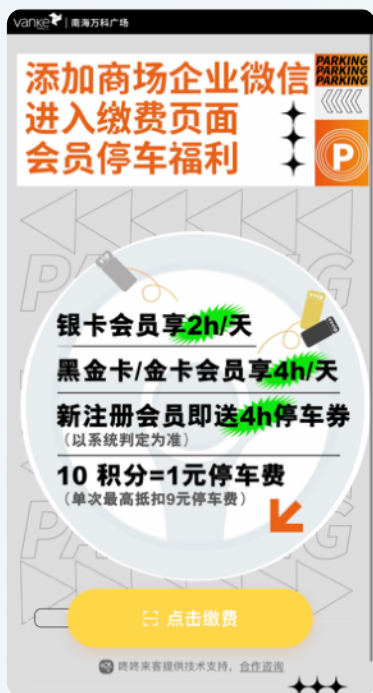 vanke | 南海万科广场
添加商场企业微信
进入缴费页面
会员停车福利
PARKING
PARKING
PARKING
P
PARKING
银卡会员享2h/天
黑金卡/金卡会员享4h/天
新注册会员即送4h停车券
（以系统判定为准）
10 积分=1元停车费
（单次最高抵扣9元停车费）
PARKING
PARKING
点击缴费
咚咚来客提供技术支持，合作咨询